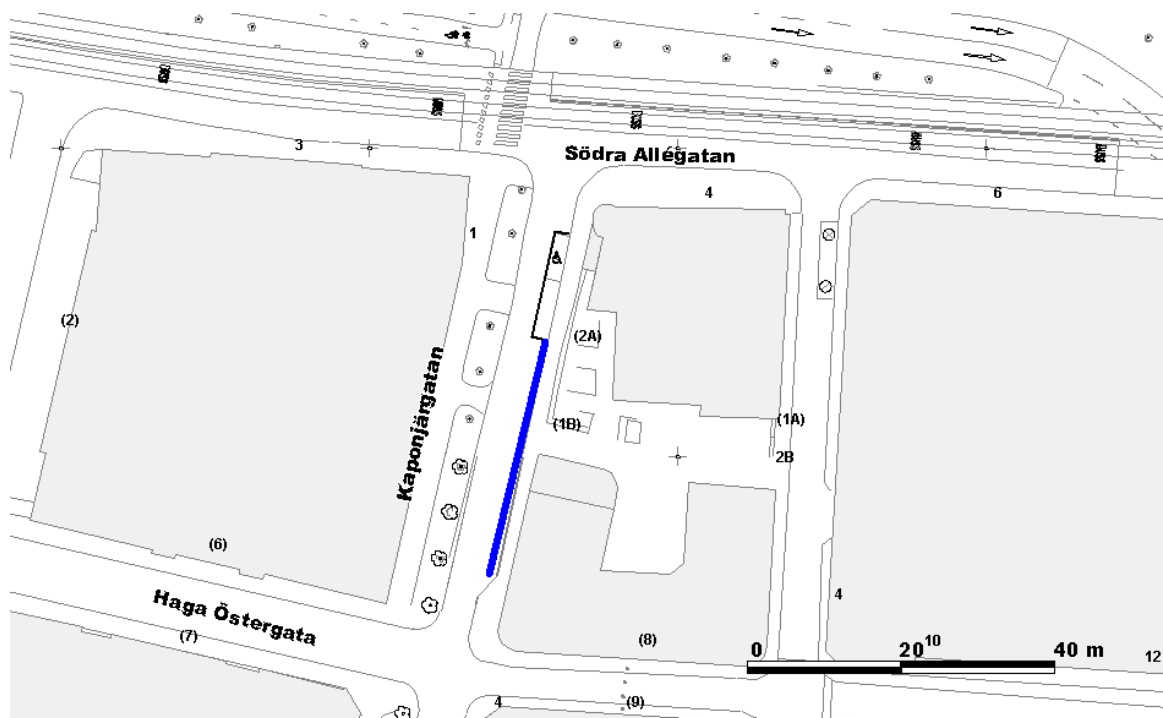 3
Södra Allégatan
4
6
1
(2)
(2A)
Kaponjärgatan
(1B)
(1A)
2B
(6)
4
Haga Östergata
(7)
(8)
0 20 40 m
10
12
4
(9)